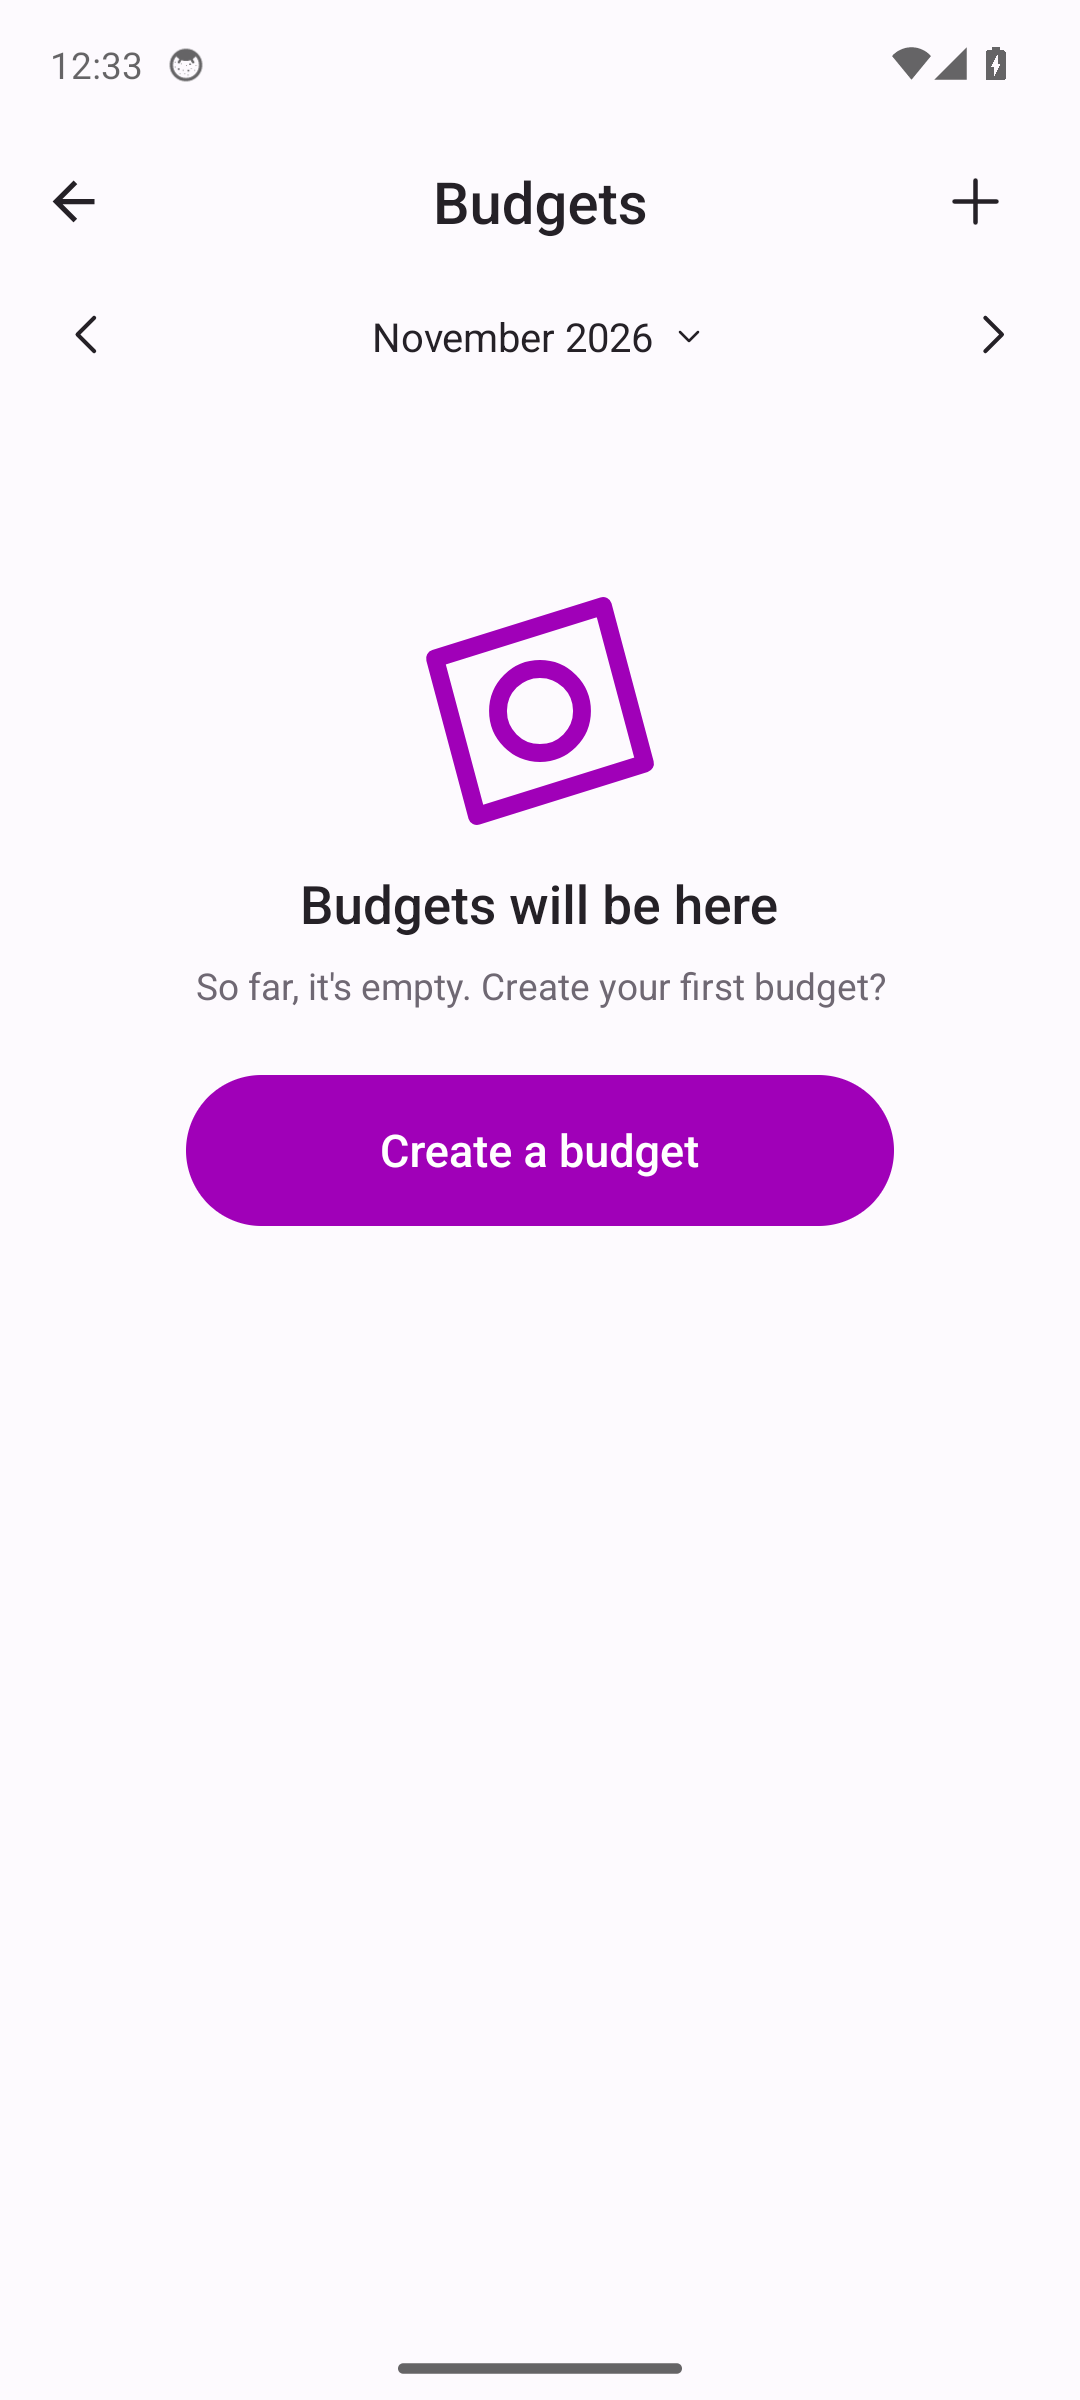 12:33
Budgets
November 2026
Budgets will be here
So far, it's empty. Create your first budget?
Create a budget